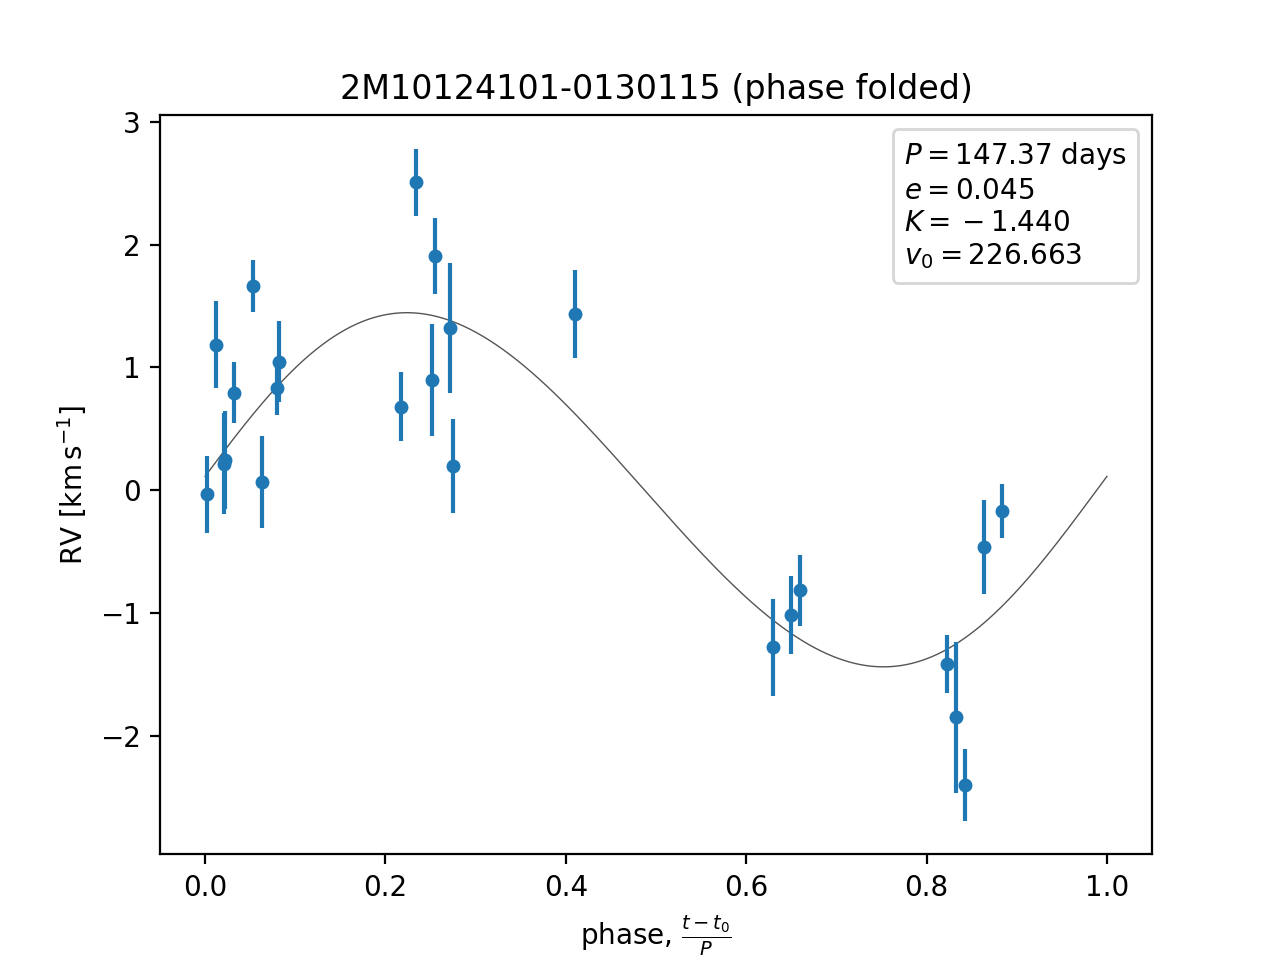 2M10124101-0130115 (phase folded)
P = 147.37 days
e = 0.045
K = −1.440
v₀ = 226.663
3
2
1
0
−1
−2
RV [km s⁻¹]
0.0 0.2 0.4 0.6 0.8 1.0
phase, (t − t₀)/P